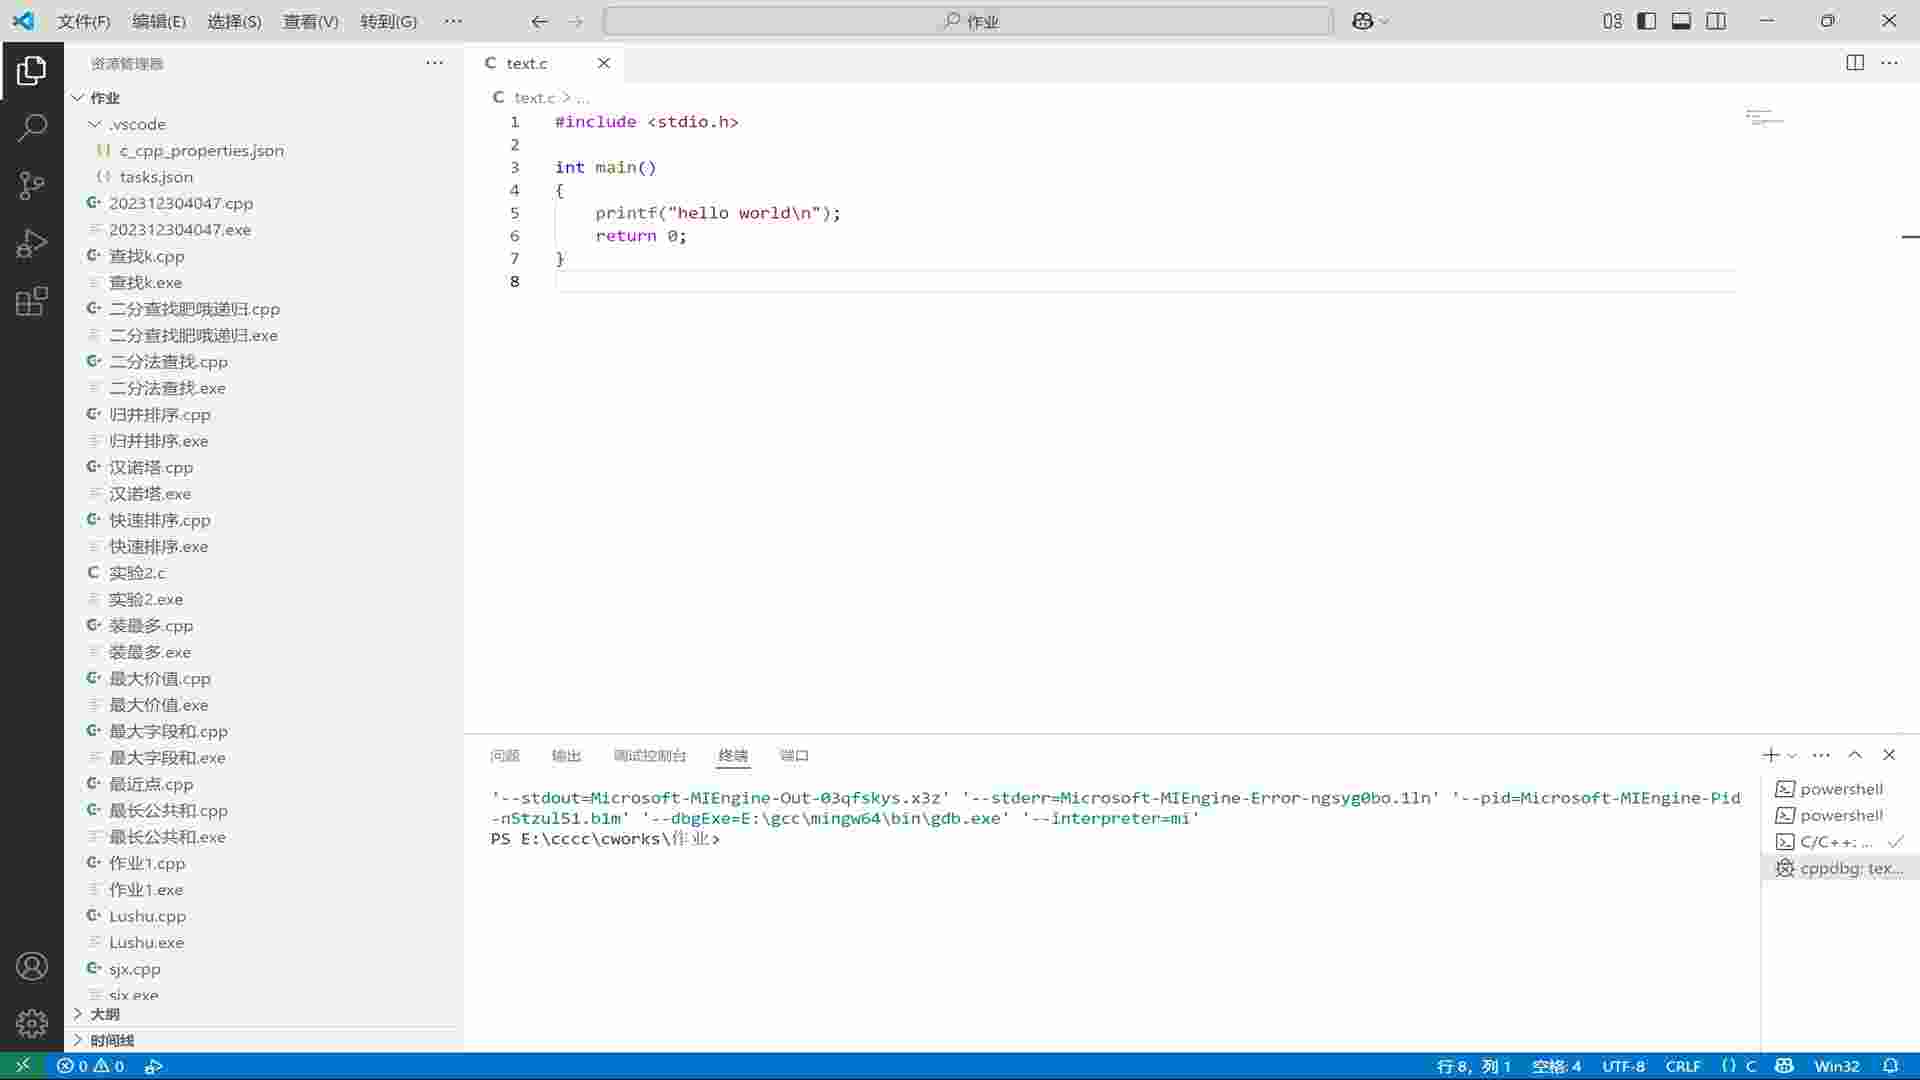 文件(F) 编辑(E) 选择(S) 查看(V) 转到(G) ··· 作业
资源管理器 ···
作业
.vscode
{} c_cpp_properties.json
{} tasks.json
202312304047.cpp
202312304047.exe
查找k.cpp
查找k.exe
二分查找肥哦递归.cpp
二分查找肥哦递归.exe
二分法查找.cpp
二分法查找.exe
归并排序.cpp
归并排序.exe
汉诺塔.cpp
汉诺塔.exe
快速排序.cpp
快速排序.exe
C 实验2.c
实验2.exe
装最多.cpp
装最多.exe
最大价值.cpp
最大价值.exe
最大字段和.cpp
最大字段和.exe
最近点.cpp
最长公共和.cpp
最长公共和.exe
作业1.cpp
作业1.exe
Lushu.cpp
Lushu.exe
sjx.cpp
sjx.exe
大纲
时间线
C text.c
C text.c > ...
1 #include <stdio.h>
2
3 int main()
4 {
5 printf("hello world\n");
6 return 0;
7 }
8
问题 输出 调试控制台 终端 端口
'--stdout=Microsoft-MIEngine-Out-03qfskys.x3z' '--stderr=Microsoft-MIEngine-Error-ngsyg0bo.1ln' '--pid=Microsoft-MIEngine-Pid
-n5tzul51.b1m' '--dbgExe=E:\gcc\mingw64\bin\gdb.exe' '--interpreter=mi'
PS E:\cccc\cworks\作业>
powershell
powershell
C/C++: ...
cppdbg: tex...
0 0 行 8，列 1 空格: 4 UTF-8 CRLF {} C Win32